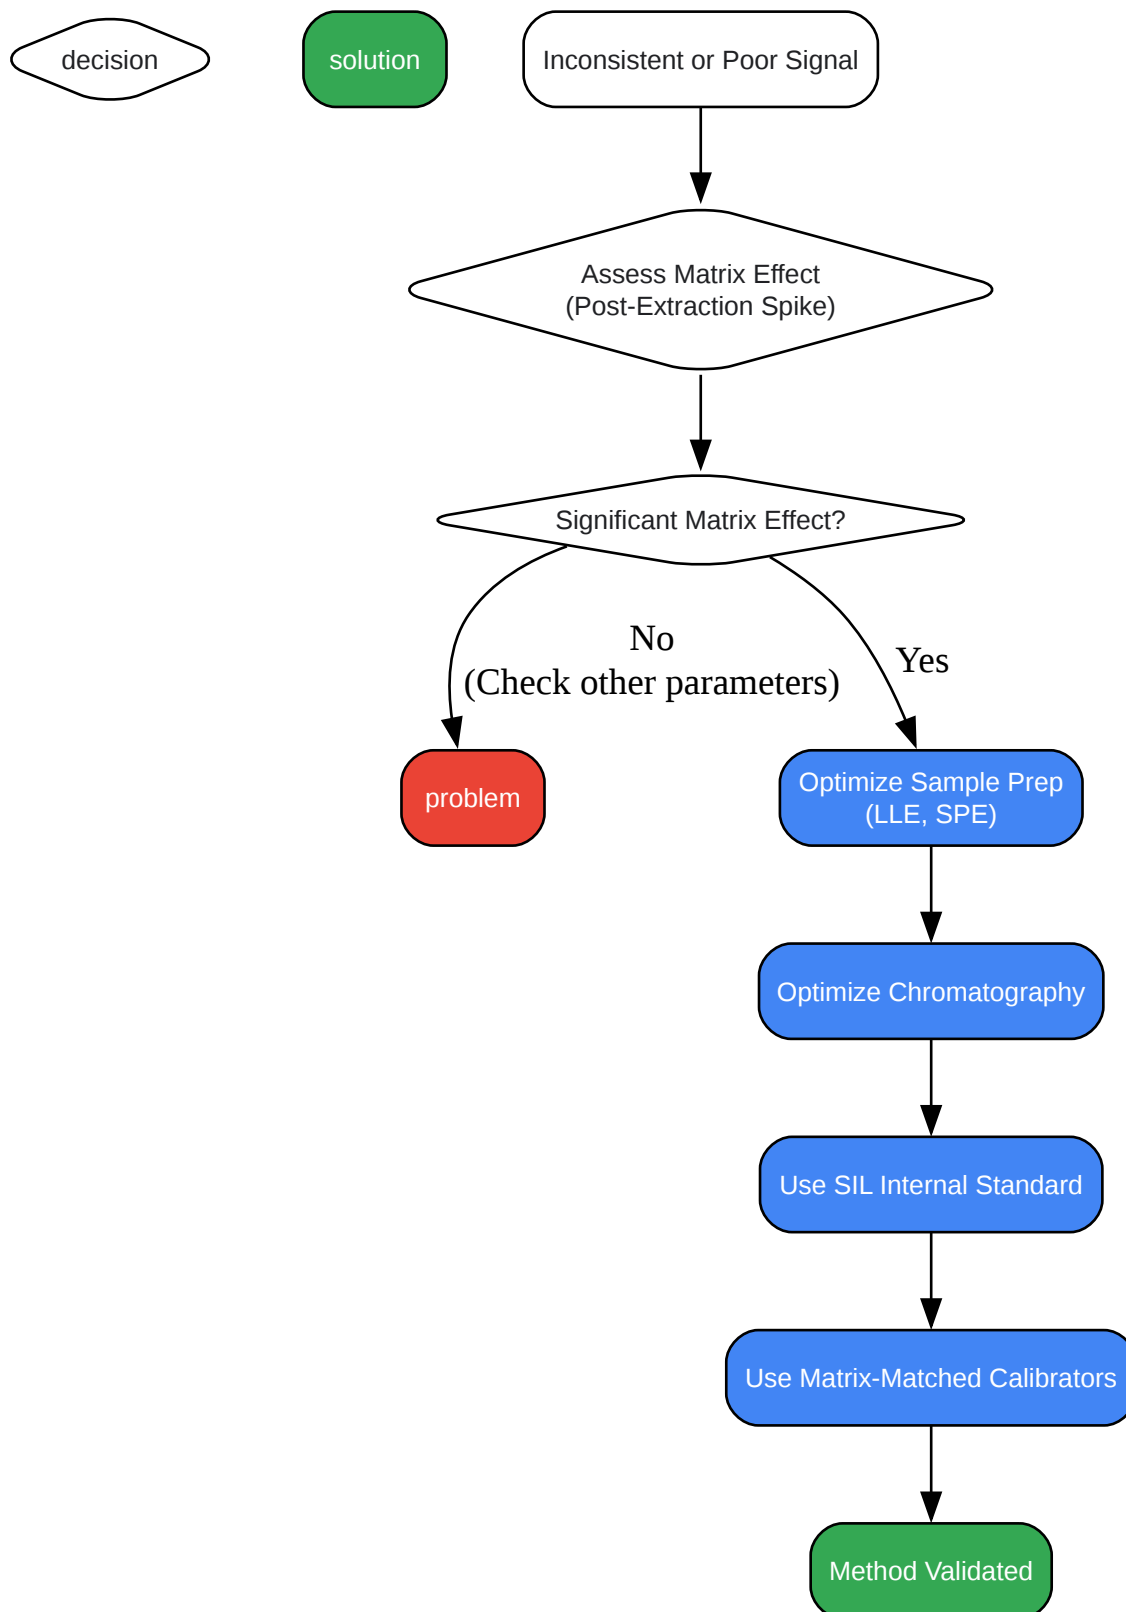 decision
solution
Inconsistent or Poor Signal
Assess Matrix Effect
(Post-Extraction Spike)
Significant Matrix Effect?
No
(Check other parameters)
Yes
problem
Optimize Sample Prep
(LLE, SPE)
Optimize Chromatography
Use SIL Internal Standard
Use Matrix-Matched Calibrators
Method Validated